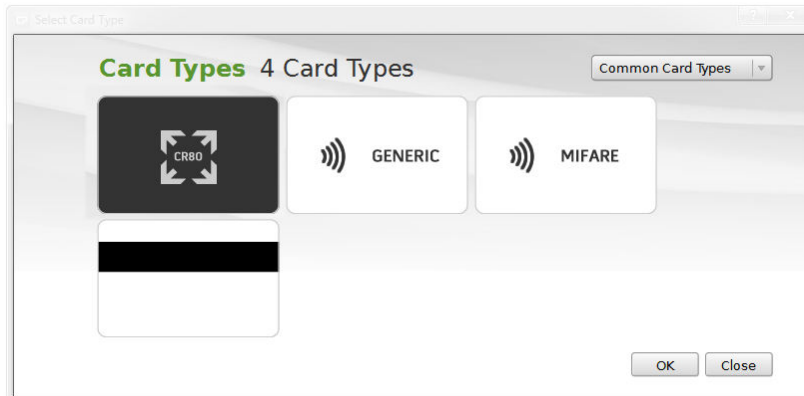 Select Card Type
Card Types 4 Card Types
Common Card Types
CR80
GENERIC
MIFARE
OK
Close